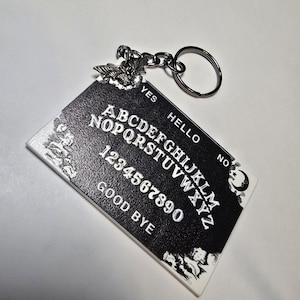 YES HELLO NO
ABCDEFGHIJKLM
NOPQRSTUVWXYZ
1234567890
GOOD BYE